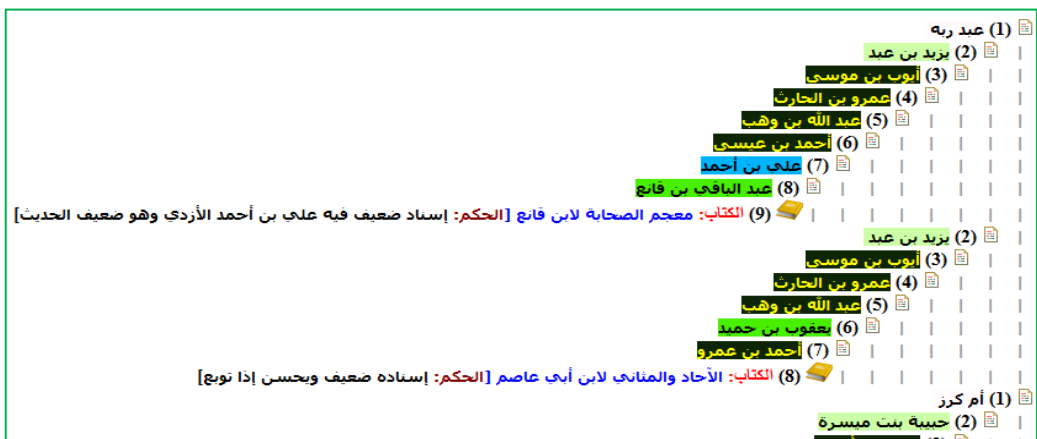 (1) عبد ربه
(2) يزيد بن عبد
(3) أيوب بن موسى
(4) عمرو بن الحارث
(5) عبد الله بن وهب
(6) أحمد بن عيسى
(7) علي بن أحمد
(8) عبد الباقي بن قانع
(9) الكتاب: معجم الصحابة لابن قانع [الحكم: إسناد ضعيف فيه علي بن أحمد الأزدي وهو ضعيف الحديث]
(2) يزيد بن عبد
(3) أيوب بن موسى
(4) عمرو بن الحارث
(5) عبد الله بن وهب
(6) يعقوب بن حميد
(7) أحمد بن عمرو
(8) الكتاب: الآحاد والمثاني لابن أبي عاصم [الحكم: إسناده ضعيف ويحسن إذا توبع]
(1) أم كرز
(2) حبيبة بنت ميسرة